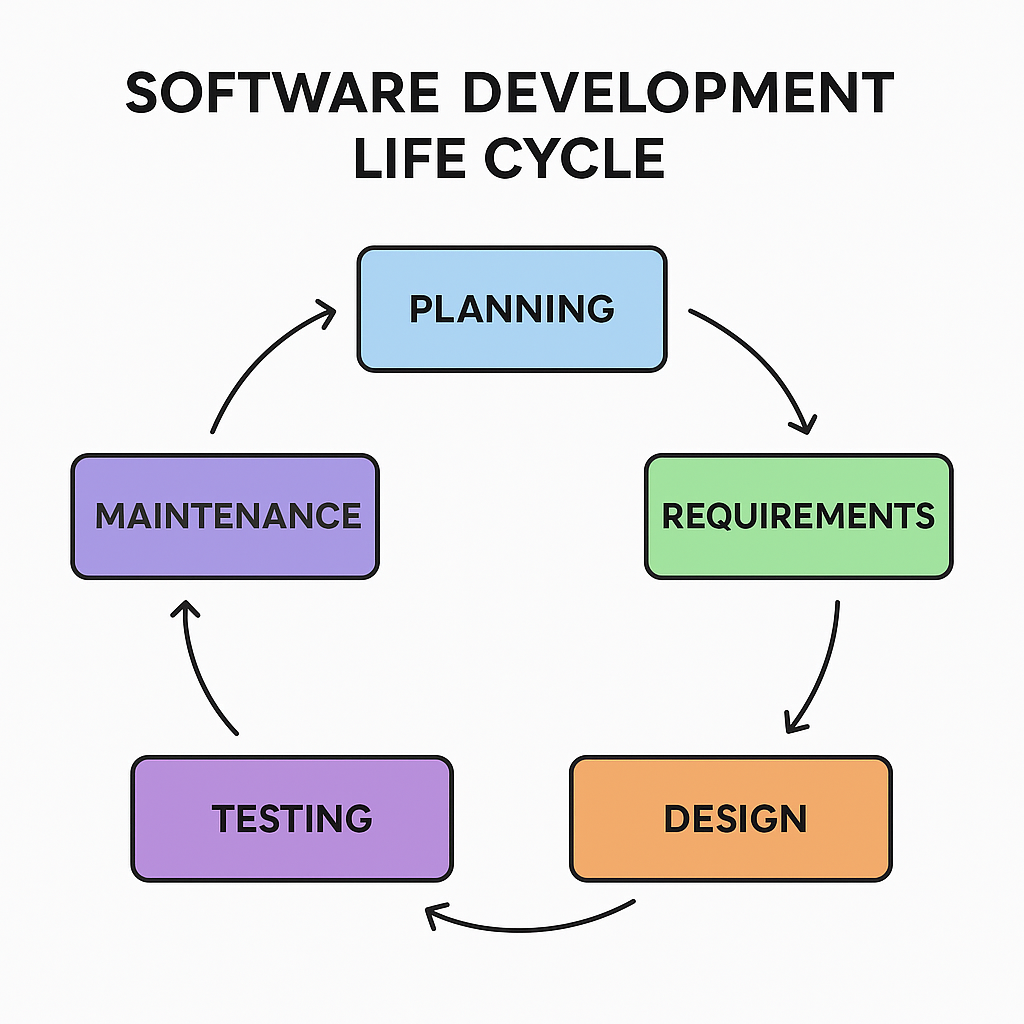 SOFTWARE DEVELOPMENT
LIFE CYCLE
PLANNING
REQUIREMENTS
DESIGN
TESTING
MAINTENANCE